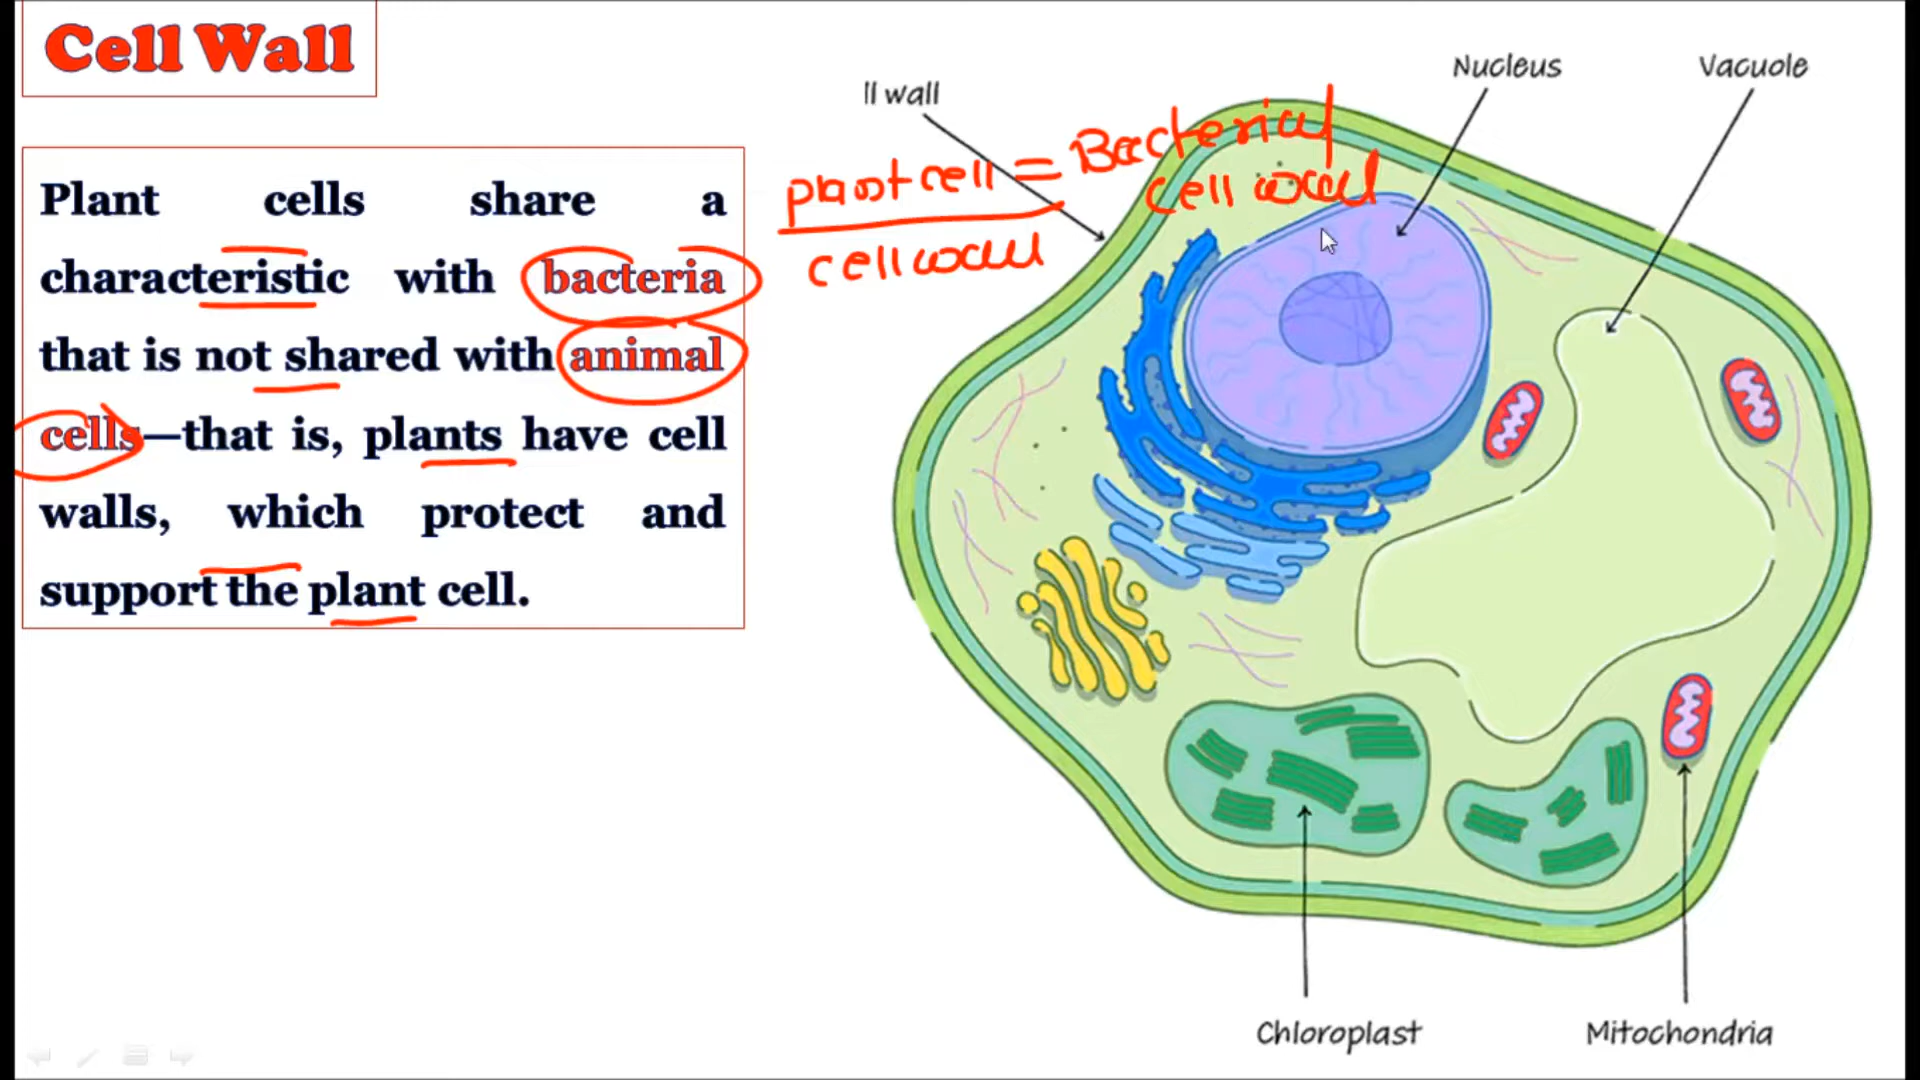 Cell Wall
Plant cells share a
characteristic with bacteria
that is not shared with animal
cells—that is, plants have cell
walls, which protect and
support the plant cell.
ll wall
Nucleus
Vacuole
plant cell = Bacterial
cell wall
cell wall
Chloroplast
Mitochondria